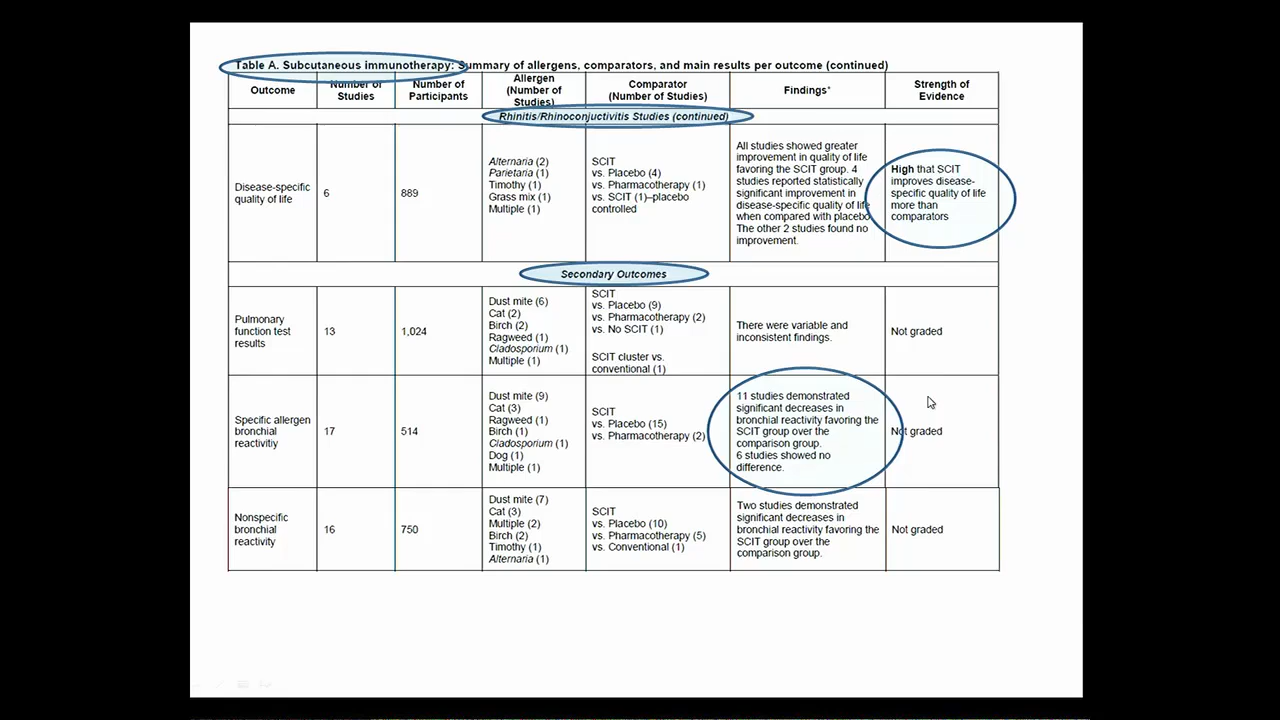 Table A. Subcutaneous immunotherapy: Summary of allergens, comparators, and main results per outcome (continued)
Outcome
Number of
Studies
Number of
Participants
Allergen
(Number of
Studies)
Comparator
(Number of Studies)
Findings*
Strength of
Evidence
Rhinitis/Rhinoconjuctivitis Studies (continued)
Disease-specific
quality of life
6
889
Alternaria (2)
Parietaria (1)
Timothy (1)
Grass mix (1)
Multiple (1)
SCIT
vs. Placebo (4)
vs. Pharmacotherapy (1)
vs. SCIT (1)–placebo
controlled
All studies showed greater
improvement in quality of life
favoring the SCIT group. 4
studies reported statistically
significant improvement in
disease-specific quality of life
when compared with placebo
The other 2 studies found no
improvement.
High that SCIT
improves disease-
specific quality of life
more than
comparators
Secondary Outcomes
Pulmonary
function test
results
13
1,024
Dust mite (6)
Cat (2)
Birch (2)
Ragweed (1)
Cladosporium (1)
Multiple (1)
SCIT
vs. Placebo (9)
vs. Pharmacotherapy (2)
vs. No SCIT (1)
SCIT cluster vs.
conventional (1)
There were variable and
inconsistent findings.
Not graded
Specific allergen
bronchial
reactivitiy
17
514
Dust mite (9)
Cat (3)
Ragweed (1)
Birch (1)
Cladosporium (1)
Dog (1)
Multiple (1)
SCIT
vs. Placebo (15)
vs. Pharmacotherapy (2)
11 studies demonstrated
significant decreases in
bronchial reactivity favoring the
SCIT group over the
comparison group.
6 studies showed no
difference.
Not graded
Nonspecific
bronchial
reactivity
16
750
Dust mite (7)
Cat (3)
Multiple (2)
Birch (2)
Timothy (1)
Alternaria (1)
SCIT
vs. Placebo (10)
vs. Pharmacotherapy (5)
vs. Conventional (1)
Two studies demonstrated
significant decreases in
bronchial reactivity favoring the
SCIT group over the
comparison group.
Not graded